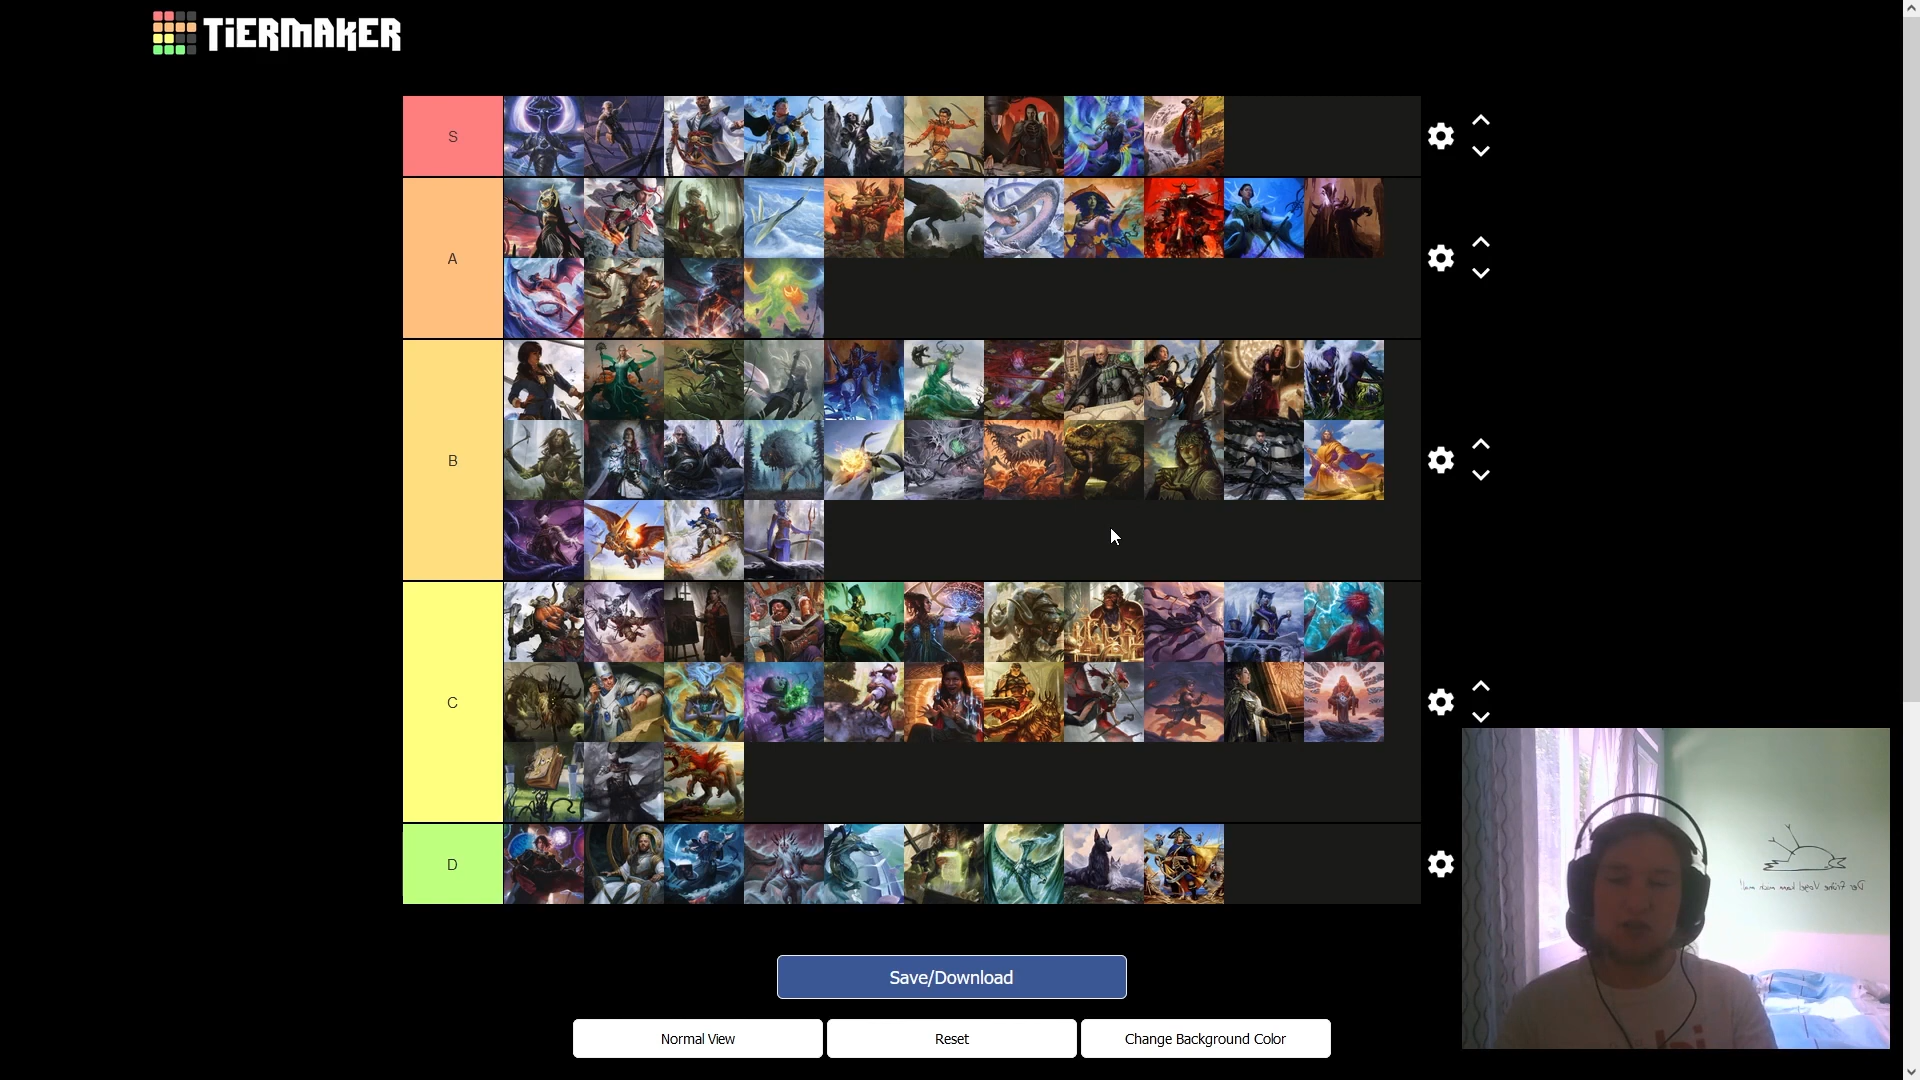 TiERMAKER
S
A
B
C
D
Save/Download
Normal View
Reset
Change Background Color